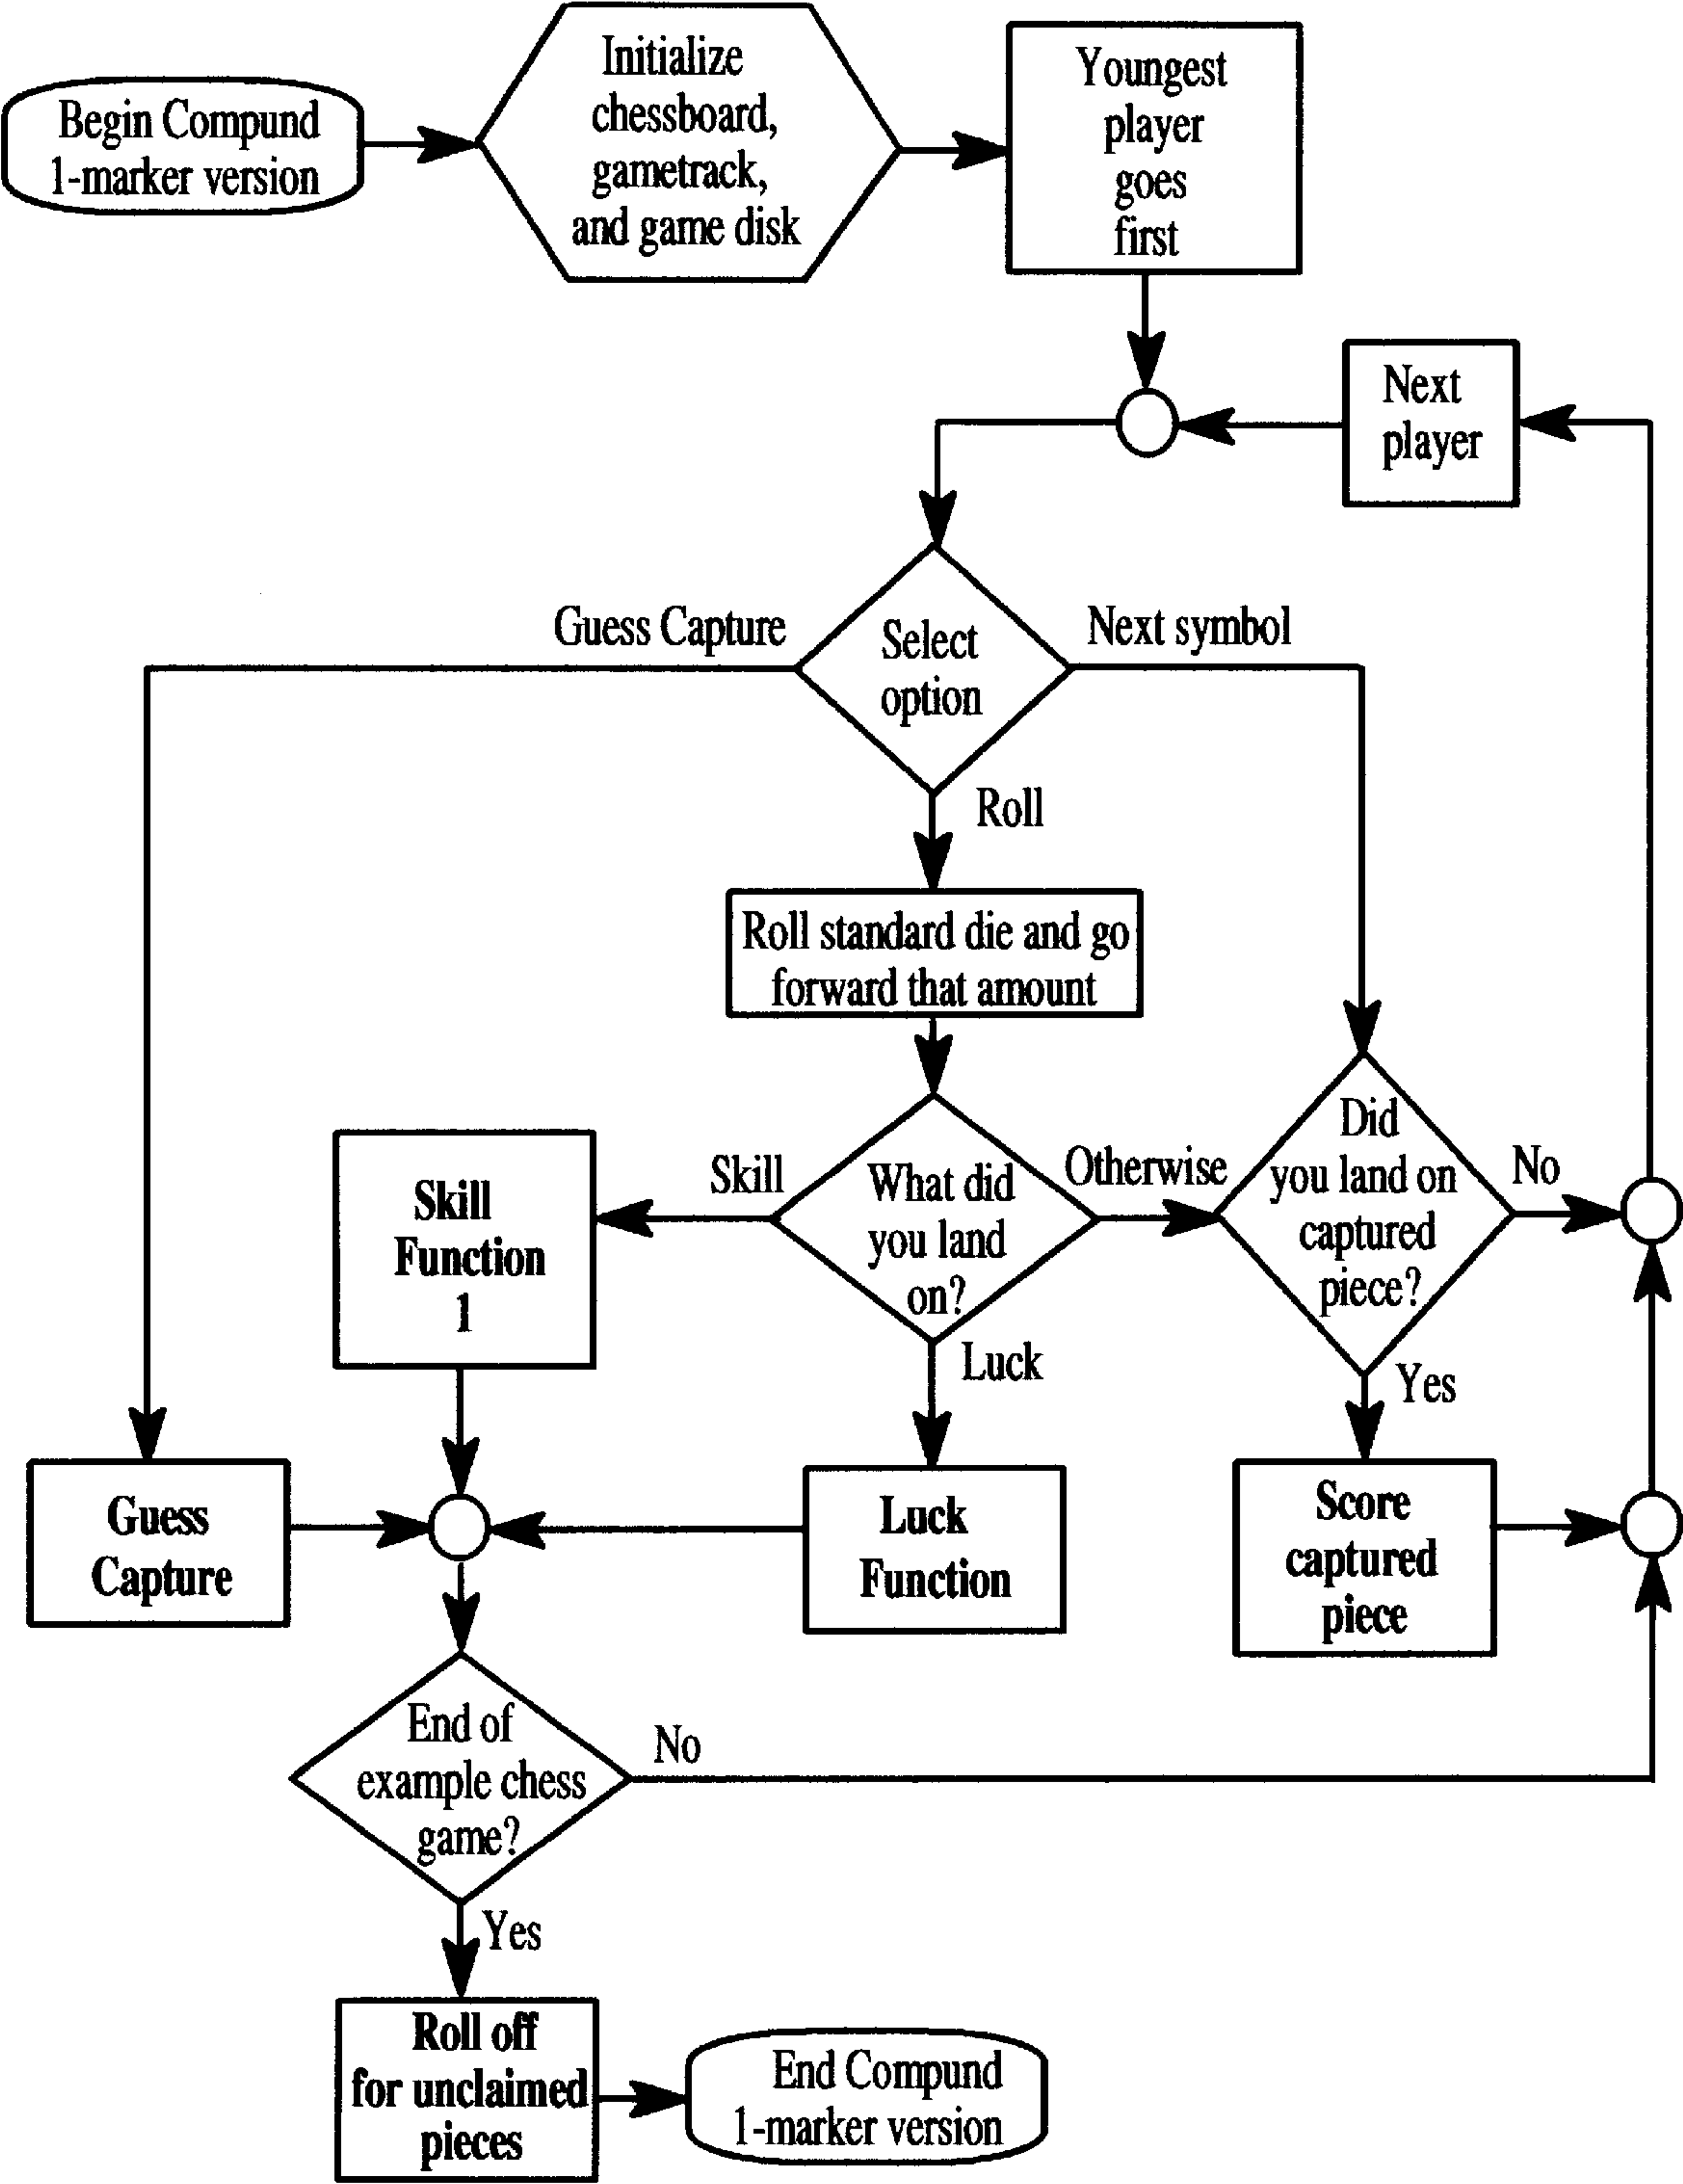 Begin Compund
1-marker version
Initialize
chessboard,
gametrack,
and game disk
Youngest
player
goes
first
Next
player
Guess Capture
Select
option
Next symbol
Roll
Roll standard die and go
forward that amount
Skill
Function
1
Skill
What did
you land
on?
Otherwise
Did
you land on
captured
piece?
No
Luck
Yes
Guess
Capture
Luck
Function
Score
captured
piece
End of
example chess
game?
No
Yes
Roll off
for unclaimed
pieces
End Compund
1-marker version